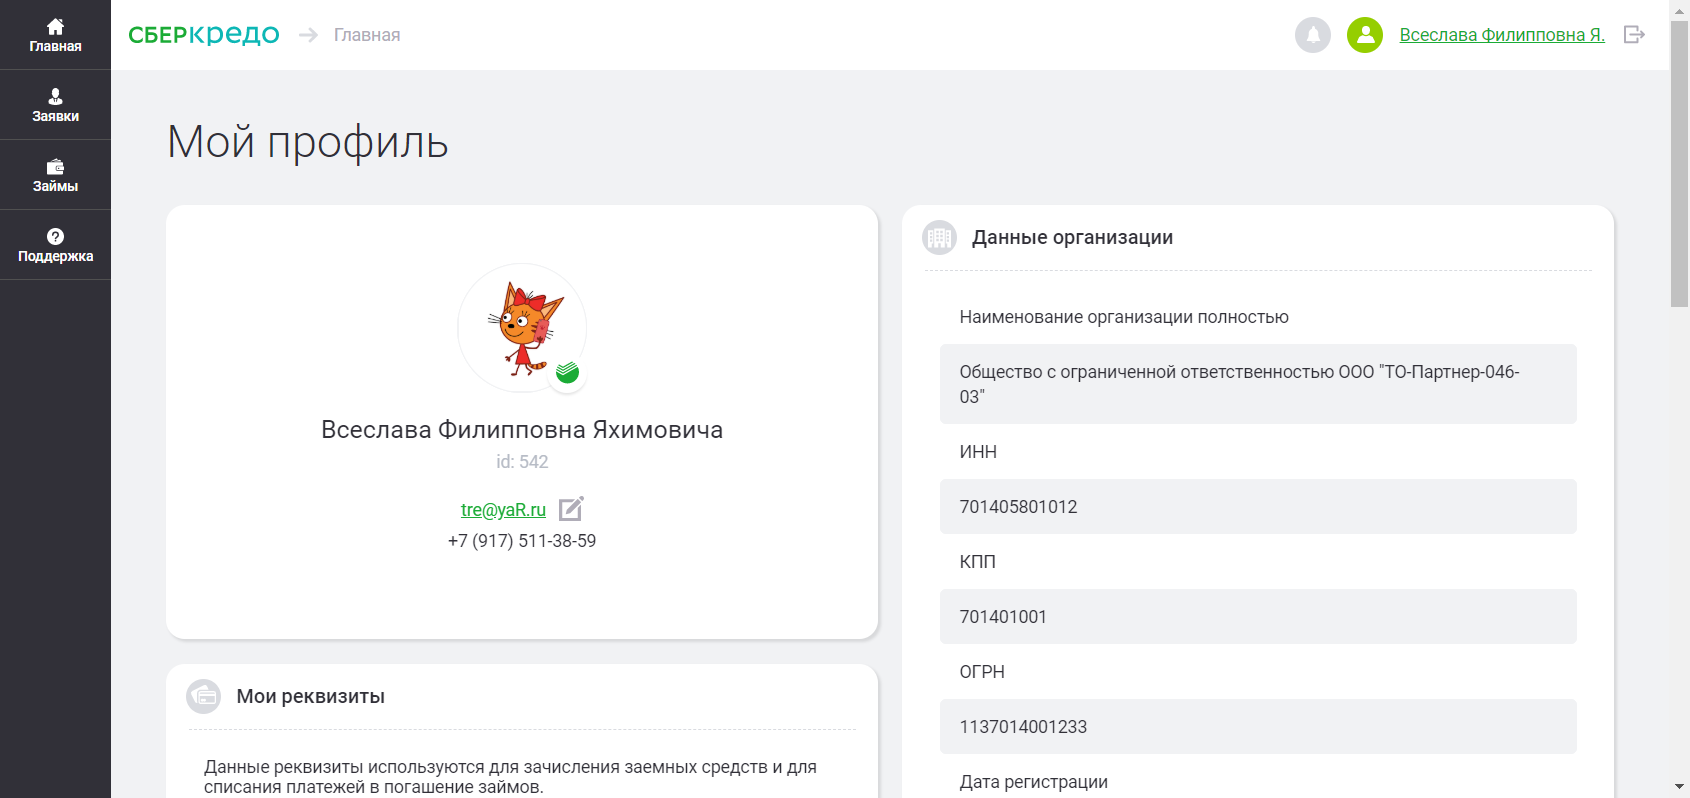 Главная
Заявки
Займы
Поддержка
СБЕРкредо
Главная
Всеслава Филипповна Я.
Мой профиль
Всеслава Филипповна Яхимовича
id: 542
tre@yaR.ru
+7 (917) 511-38-59
Мои реквизиты
Данные реквизиты используются для зачисления заемных средств и для
списания платежей в погашение займов.
Данные организации
Наименование организации полностью
Общество с ограниченной ответственностью ООО "ТО-Партнер-046-
03"
ИНН
701405801012
КПП
701401001
ОГРН
1137014001233
Дата регистрации